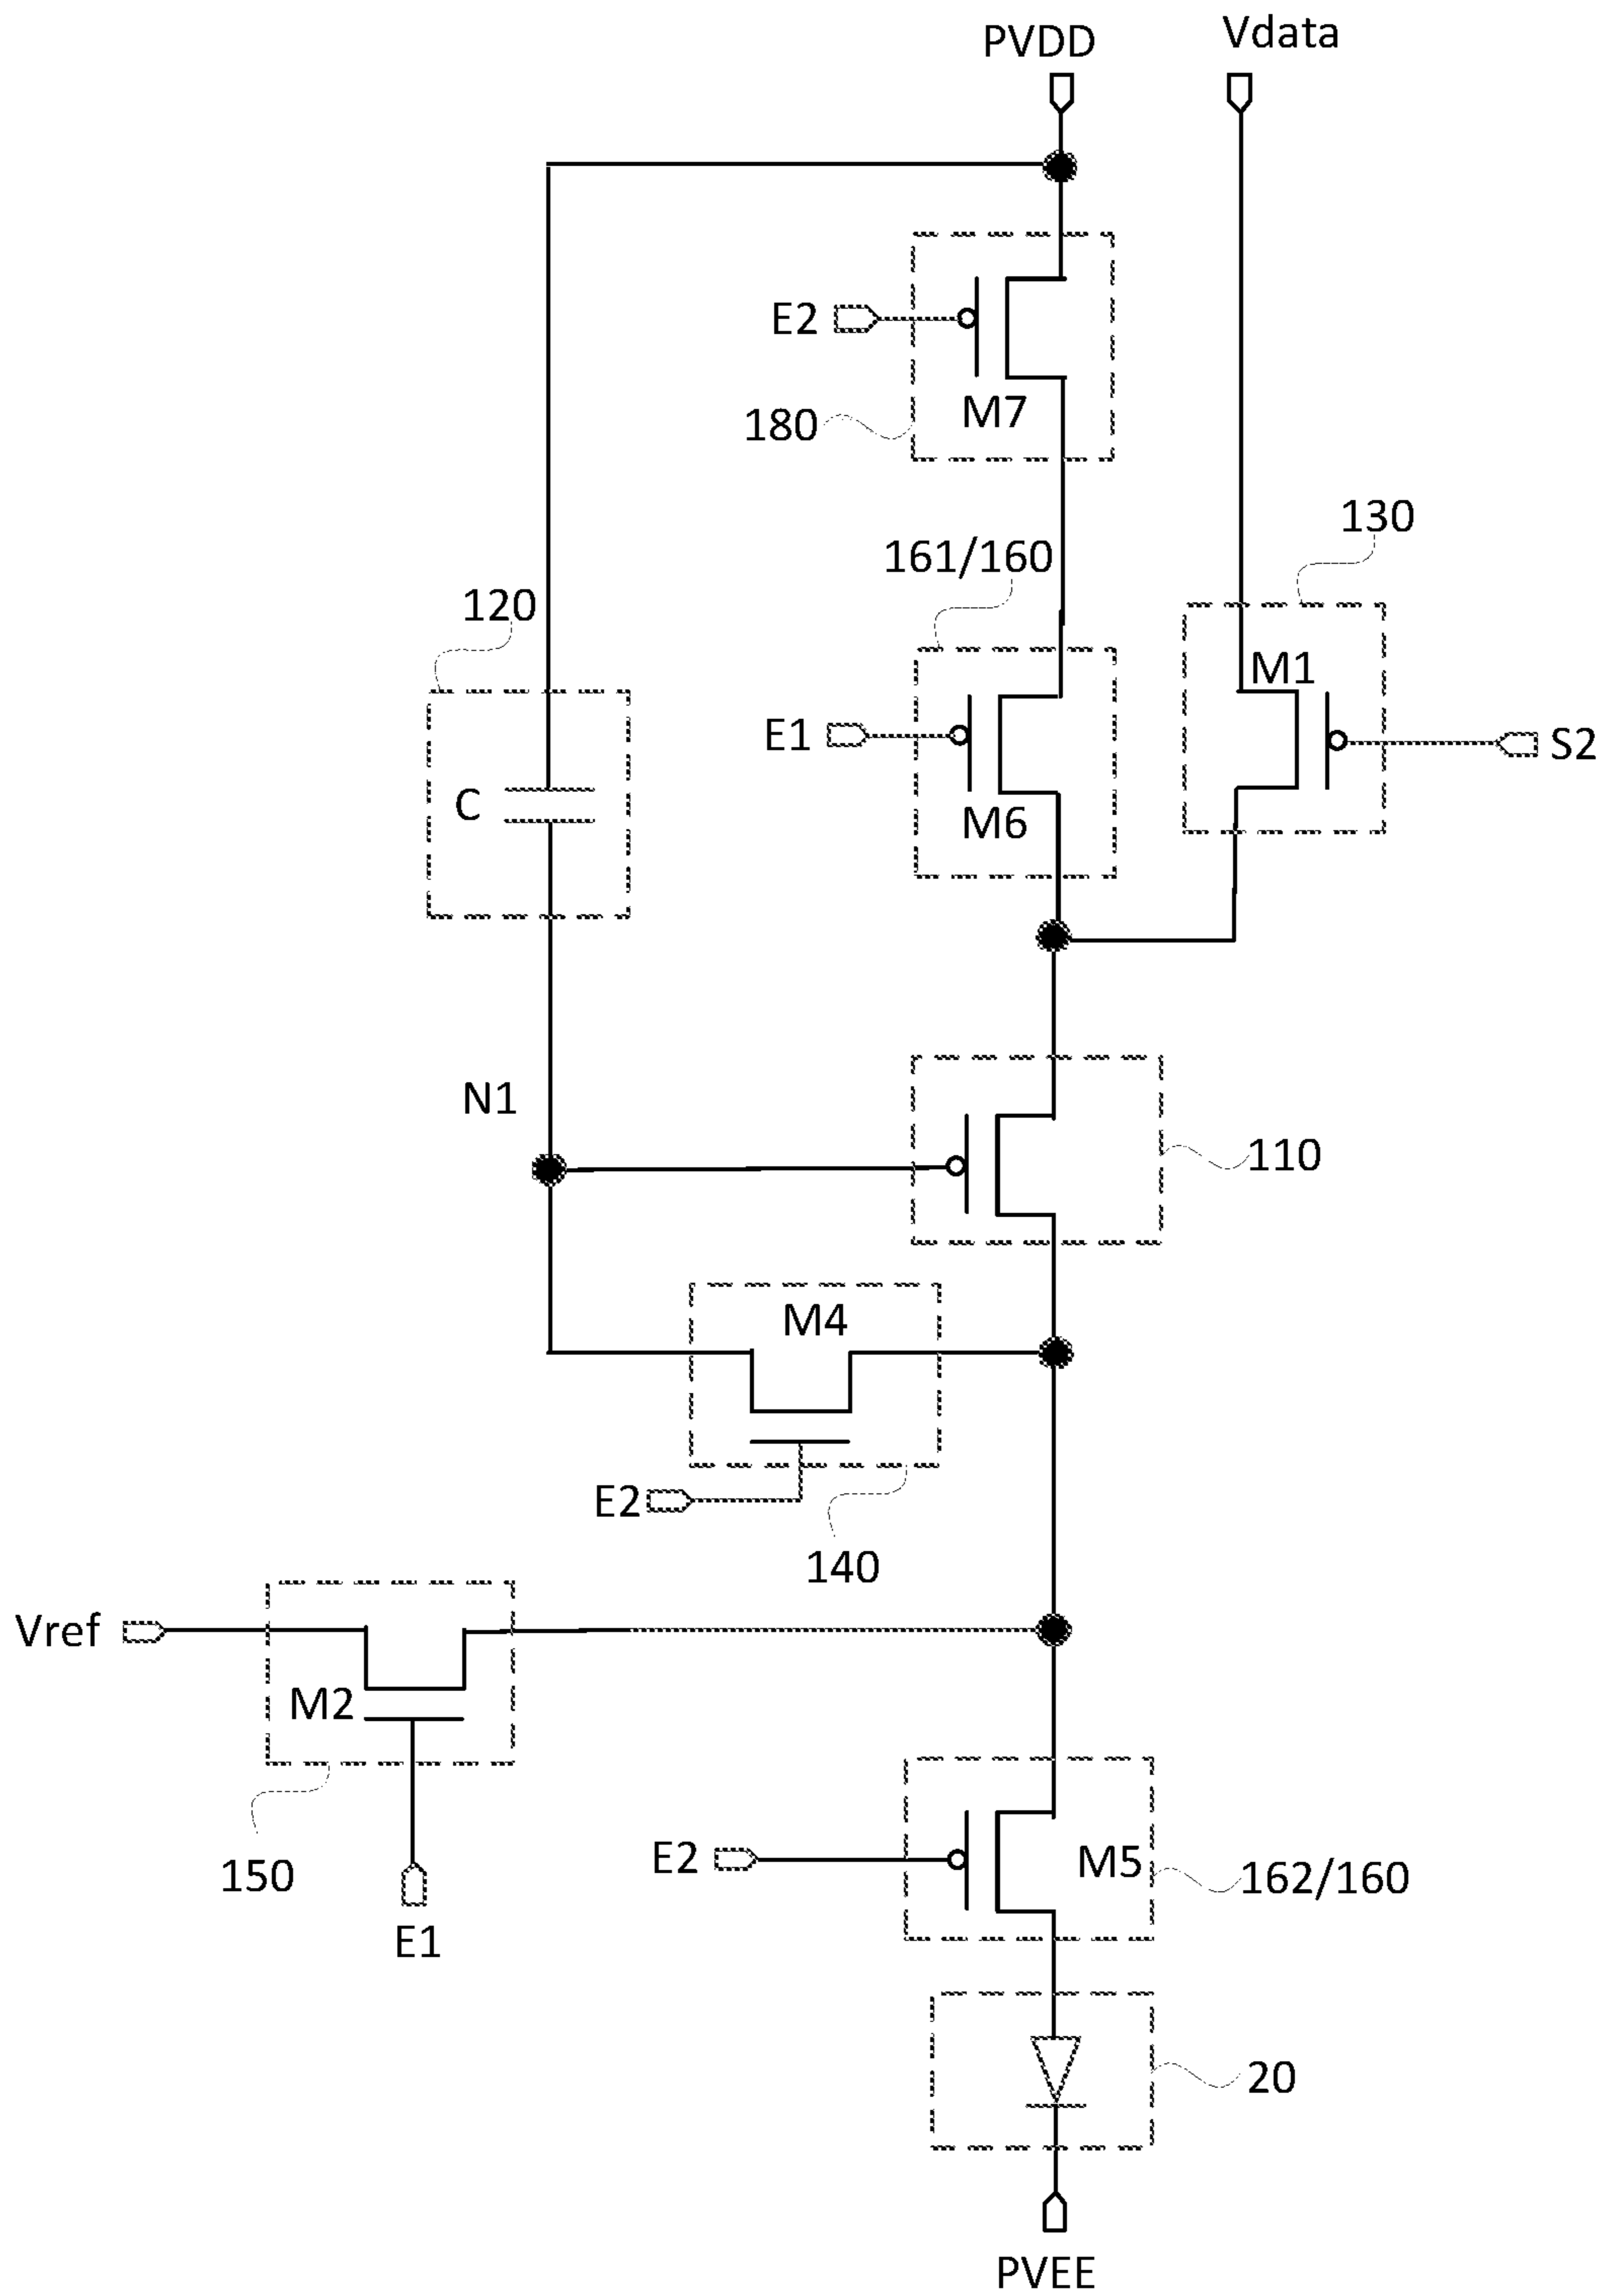 PVDD
Vdata
E2
M7
180
130
161/160
120
M1
E1
S2
C
M6
N1
110
M4
E2
140
Vref
M2
E2
M5
162/160
150
E1
20
PVEE